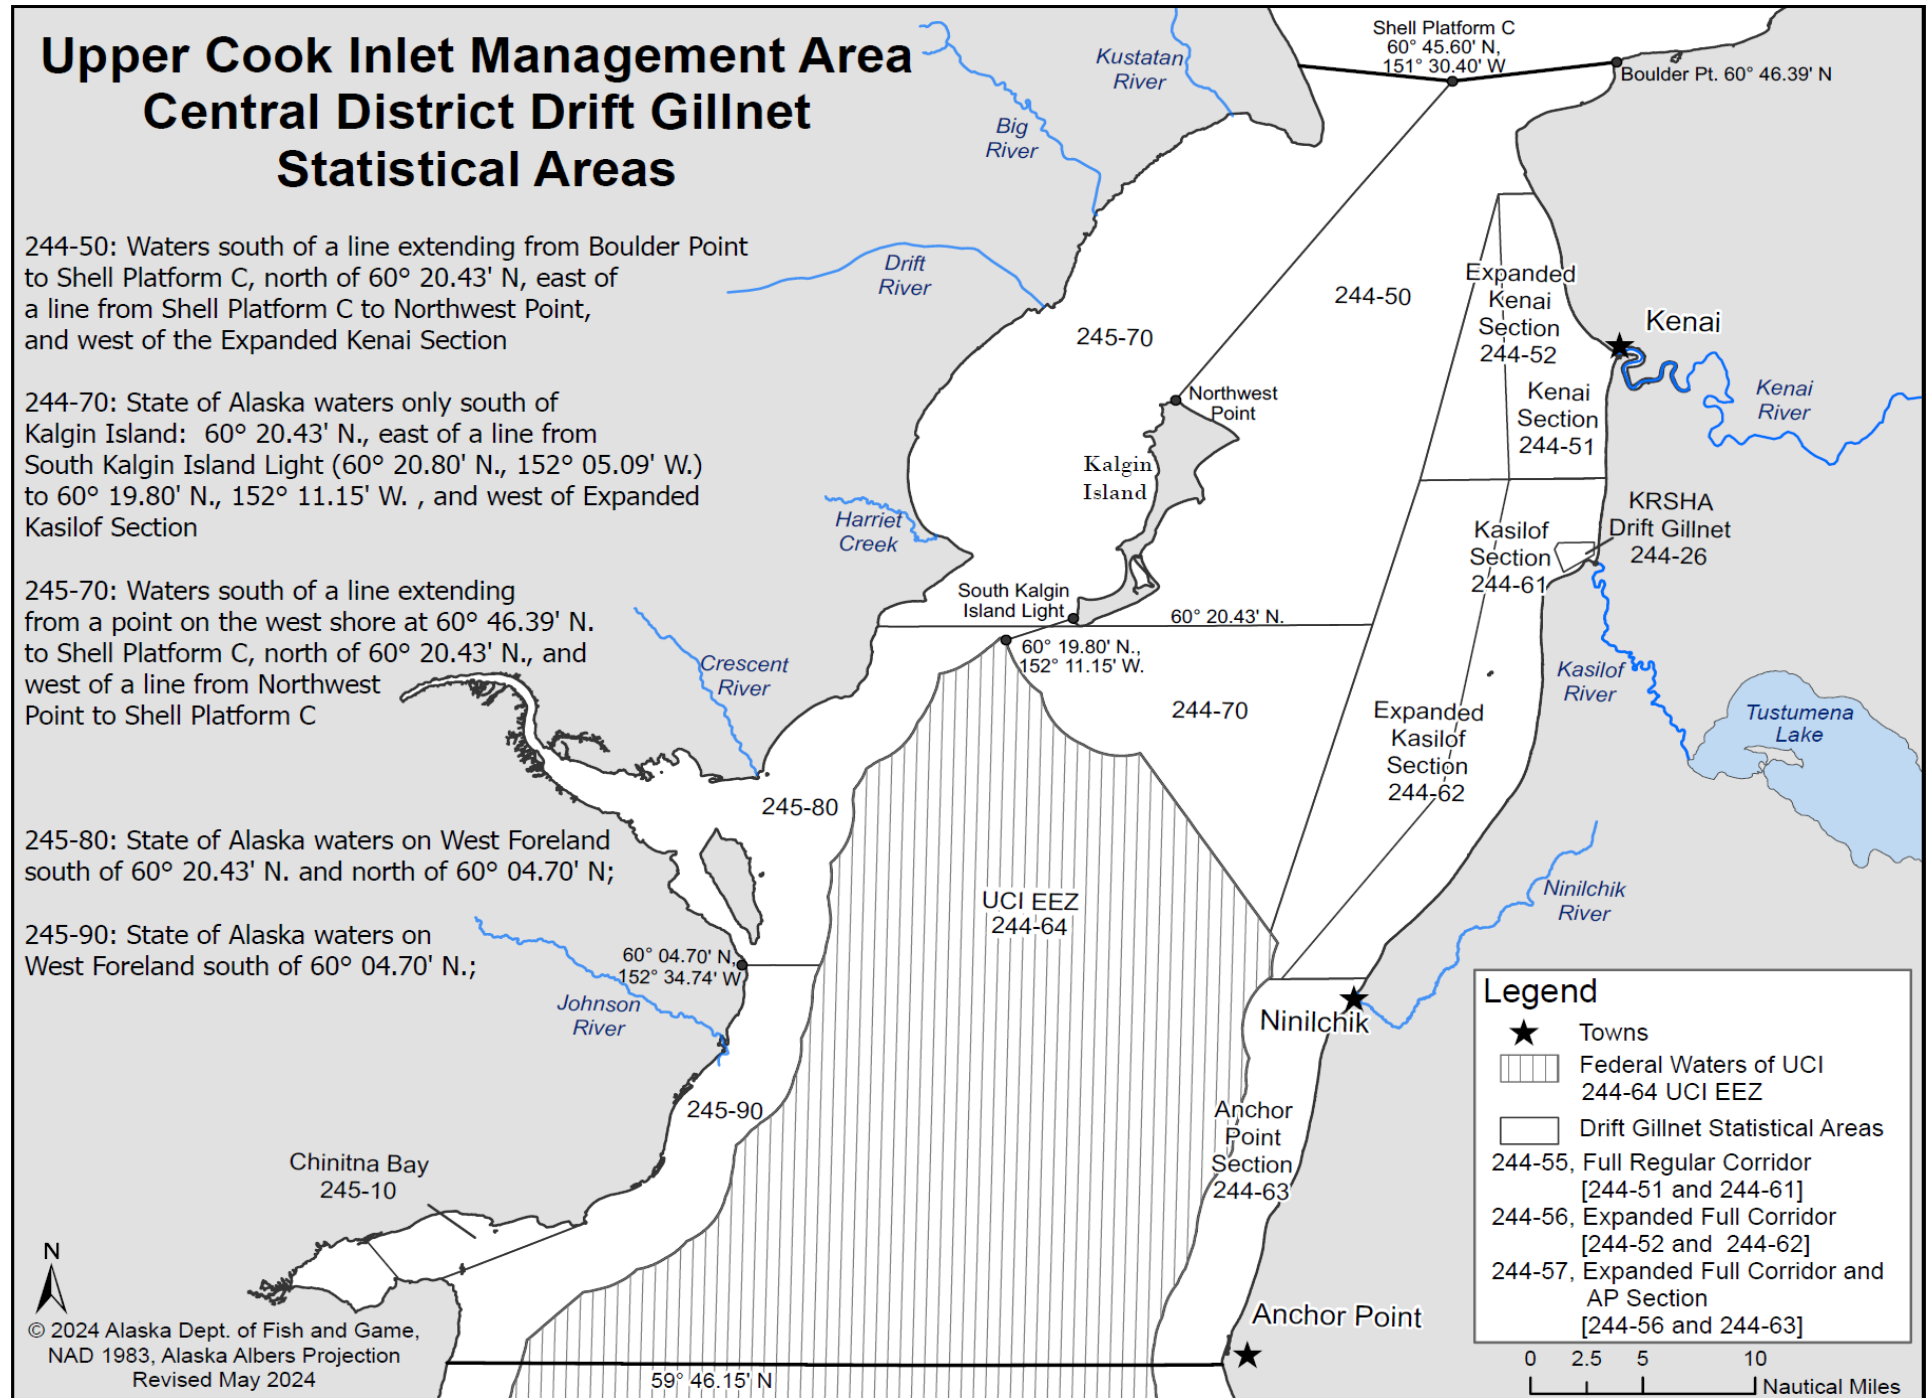 Upper Cook Inlet Management Area
Central District Drift Gillnet
Statistical Areas
244-50: Waters south of a line extending from Boulder Point
to Shell Platform C, north of 60° 20.43' N, east of
a line from Shell Platform C to Northwest Point,
and west of the Expanded Kenai Section
244-70: State of Alaska waters only south of
Kalgin Island:  60° 20.43' N., east of a line from
South Kalgin Island Light (60° 20.80' N., 152° 05.09' W.)
to 60° 19.80' N., 152° 11.15' W. , and west of Expanded
Kasilof Section
245-70: Waters south of a line extending
from a point on the west shore at 60° 46.39' N.
to Shell Platform C, north of 60° 20.43' N., and
west of a line from Northwest
Point to Shell Platform C
245-80: State of Alaska waters on West Foreland
south of 60° 20.43' N. and north of 60° 04.70' N;
245-90: State of Alaska waters on
West Foreland south of 60° 04.70' N.;
Shell Platform C
60° 45.60' N,
151° 30.40' W
Boulder Pt. 60° 46.39' N
Kustatan
River
Big
River
Drift
River
245-70
244-50
Expanded
Kenai
Section
244-52
Kenai
Kenai
Section
244-51
Kenai
River
Northwest
Point
Kalgin
Island
Harriet
Creek
KRSHA
Drift Gillnet
244-26
Kasilof
Section
244-61
South Kalgin
Island Light
60° 20.43' N.
60° 19.80' N.,
152° 11.15' W.
Crescent
River
Kasilof
River
Tustumena
Lake
244-70
Expanded
Kasilof
Section
244-62
245-80
UCI EEZ
244-64
Ninilchik
River
60° 04.70' N,
152° 34.74' W
Johnson
River
Ninilchik
245-90
Anchor
Point
Section
244-63
Chinitna Bay
245-10
Anchor Point
59° 46.15' N
N
© 2024 Alaska Dept. of Fish and Game,
NAD 1983, Alaska Albers Projection
Revised May 2024
Legend
Towns
Federal Waters of UCI
244-64 UCI EEZ
Drift Gillnet Statistical Areas
244-55, Full Regular Corridor
[244-51 and 244-61]
244-56, Expanded Full Corridor
[244-52 and  244-62]
244-57, Expanded Full Corridor and
AP Section
[244-56 and 244-63]
0 2.5 5 10
Nautical Miles